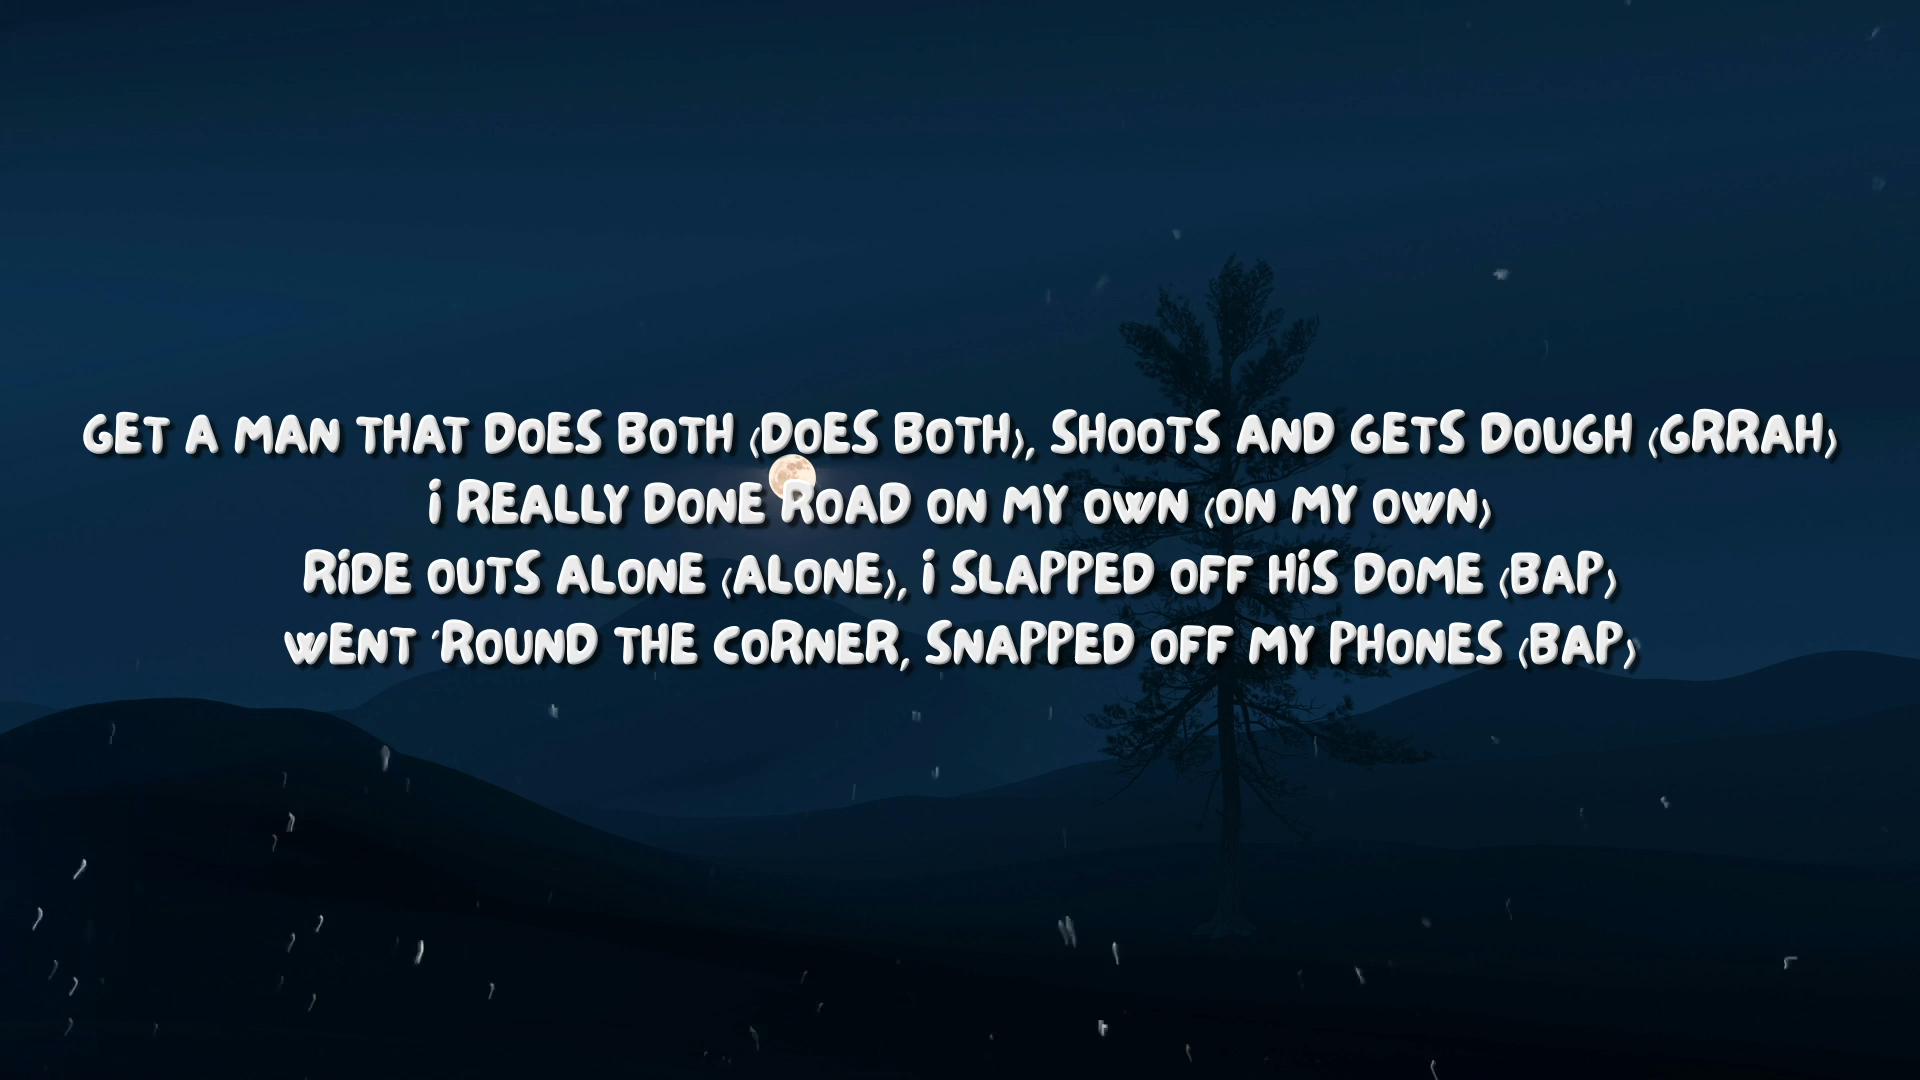 GET A MAN THAT DOES BOTH (DOES BOTH), SHOOTS AND GETS DOUGH (GRRAH)
I REALLY DONE ROAD ON MY OWN (ON MY OWN)
RIDE OUTS ALONE (ALONE), I SLAPPED OFF HIS DOME (BAP)
WENT 'ROUND THE CORNER, SNAPPED OFF MY PHONES (BAP)